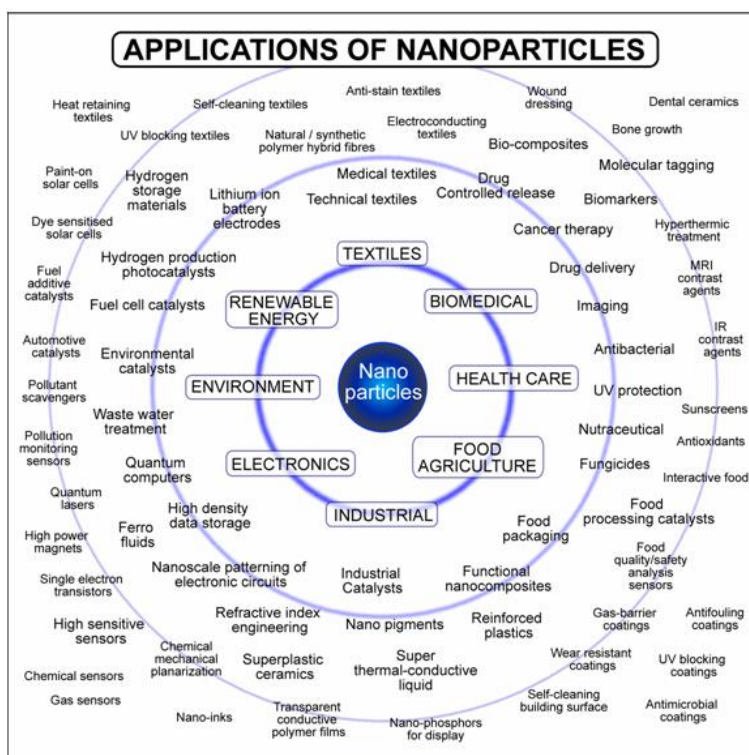 APPLICATIONS OF NANOPARTICLES
Anti-stain textiles
Wound
dressing
Heat retaining
textiles
Self-cleaning textiles
Dental ceramics
UV blocking textiles
Natural / synthetic
polymer hybrid fibres
Electroconducting
textiles
Bio-composites
Bone growth
Paint-on
solar cells
Hydrogen
storage
materials
Lithium ion
battery
electrodes
Medical textiles
Technical textiles
Drug
Controlled release
Molecular tagging
Biomarkers
Dye sensitised
solar cells
Cancer therapy
Hyperthermic
treatment
Hydrogen production
photocatalysts
TEXTILES
Drug delivery
Fuel
additive
catalysts
MRI
contrast
agents
Fuel cell catalysts
RENEWABLE
ENERGY
BIOMEDICAL
Imaging
Automotive
catalysts
Environmental
catalysts
Antibacterial
IR
contrast
agents
Pollutant
scavengers
ENVIRONMENT
Nano
particles
HEALTH CARE
UV protection
Sunscreens
Waste water
treatment
Nutraceutical
Antioxidants
Pollution
monitoring
sensors
Quantum
computers
ELECTRONICS
FOOD
AGRICULTURE
Fungicides
Interactive food
Quantum
lasers
High density
data storage
INDUSTRIAL
Food
processing catalysts
High power
magnets
Ferro
fluids
Food
packaging
Food
quality/safety
analysis
sensors
Single electron
transistors
Nanoscale patterning of
electronic circuits
Industrial
Catalysts
Functional
nanocomposites
High sensitive
sensors
Refractive index
engineering
Nano pigments
Reinforced
plastics
Gas-barrier
coatings
Antifouling
coatings
Chemical sensors
Chemical
mechanical
planarization
Superplastic
ceramics
Super
thermal-conductive
liquid
Wear resistant
coatings
UV blocking
coatings
Gas sensors
Nano-inks
Transparent
conductive
polymer films
Nano-phosphors
for display
Self-cleaning
building surface
Antimicrobial
coatings